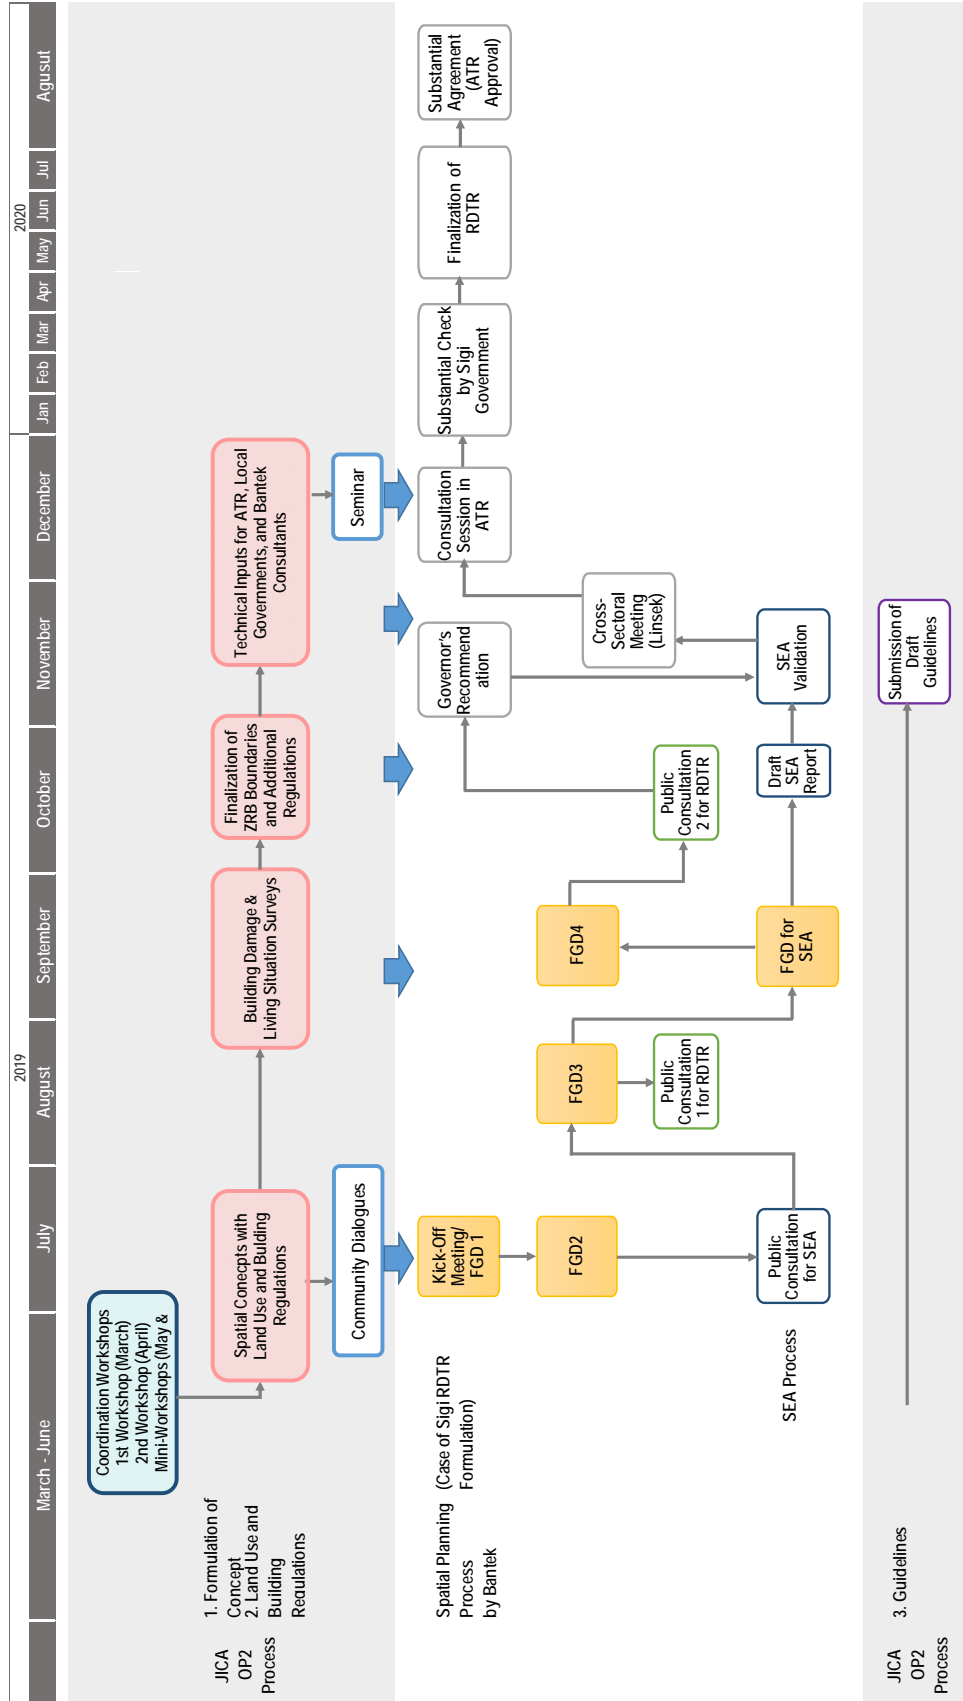 2019
2020
March - June
July
August
September
October
November
December
Jan
Feb
Mar
Apr
May
Jun
Jul
Agusut
JICA
OP2
Process
1. Formulation of
Concept
2. Land Use and
Building
Regulations
Coordination Workshops
1st Workshop (March)
2nd Workshop (April)
Mini-Workshops (May &
Spatial Conecpts with
Land Use and Bulding
Regulations
Building Damage &
Living Situation Surveys
Finalization of
ZRB Boundaries
and Additional
Regulations
Technical Inputs for ATR, Local
Governments, and Bantek
Consultants
Community Dialogues
Seminar
Spatial Planning
Process
by Bantek
(Case of Sigi RDTR
Formulation)
Kick-Off
Meeting/
FGD 1
Governor's
Recommend
ation
Consultation
Session in
ATR
Substantial Check
by Sigi
Government
Finalization of
RDTR
Substantial
Agreement
(ATR
Approval)
FGD2
FGD3
FGD4
Cross-
Sectoral
Meeting
(Linsek)
Public
Consultation
1 for RDTR
Public
Consultation
2 for RDTR
SEA Process
Public
Consultation
for SEA
FGD for
SEA
Draft
SEA
Report
SEA
Validation
JICA
OP2
Process
3. Guidelines
Submission of
Draft
Guidelines